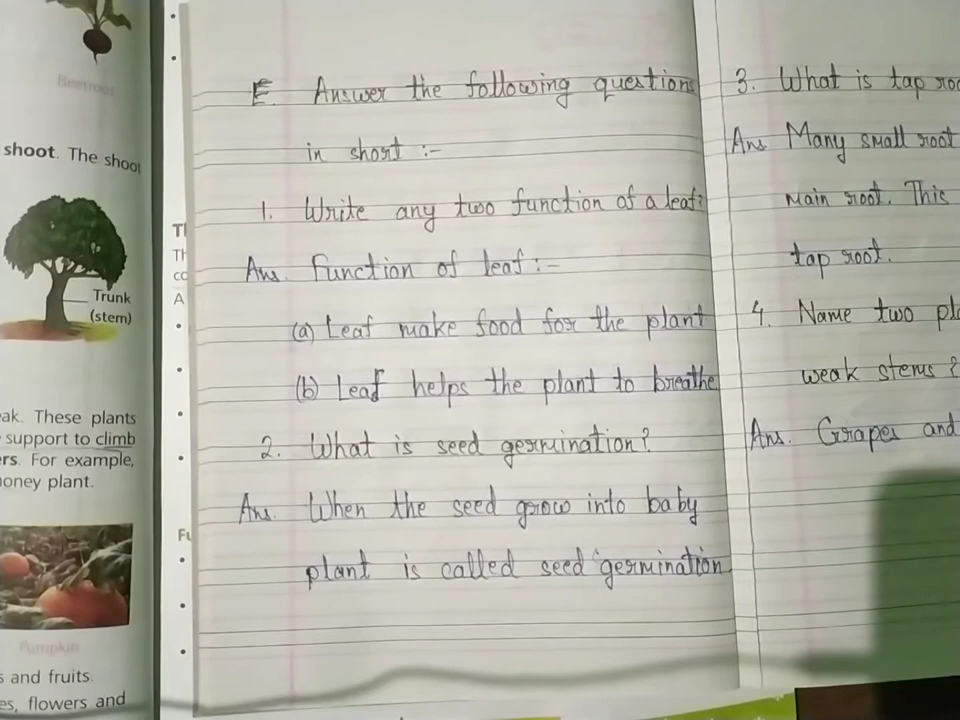 Beetroot
shoot. The shoot
Trunk
(stem)
eak. These plants
support to climb
ers. For example,
oney plant.
Pumpkin
s and fruits.
es, flowers and
E. Answer the following questions
in short :-
1. Write any two function of a leaf?
Ans. Function of leaf :-
(a) Leaf make food for the plant
(b) Leaf helps the plant to breathe
2. What is seed germination?
Ans. When the seed grow into baby
plant is called seed germination
3. What is tap roo
Ans Many small root
main root. This
tap root.
4. Name two pla
weak stems?
Ans. Grapes and